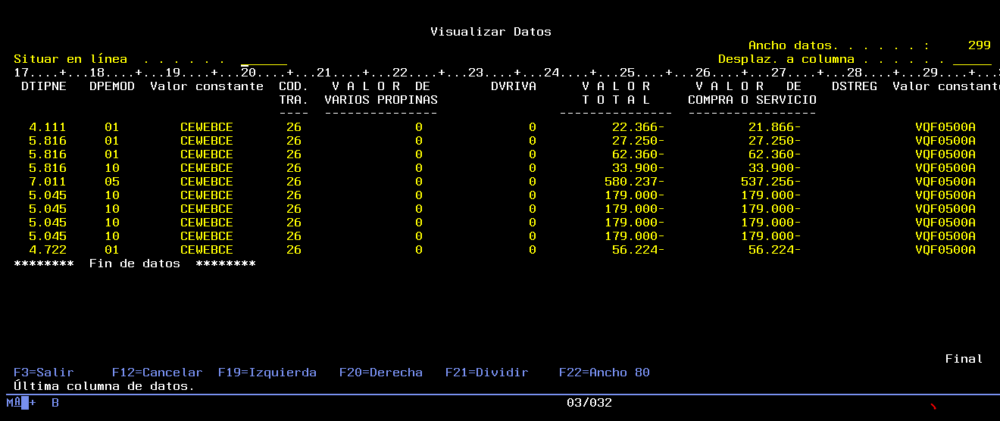 Visualizar Datos
Ancho datos. . . . . . :     299
Situar en línea  . . . . . .  ______     Desplaz. a columna . . . . . .  _____
17....+...18....+...19....+...20....+...21....+...22....+...23....+...24....+...25....+...26....+...27....+...28....+...29....+...3
DTIPNE   DPEMOD  Valor constante  COD.   V A L O R  DE        DVRIVA      V A L O R      V A L O R   DE    DSTREG  Valor constant
TRA.  VARIOS PROPINAS                   T O T A L     COMPRA O SERVICIO
----  ---------------                ---------------  -----------------
4.111     01        CEWEBCE       26               0              0          22.366-           21.866-               VQF0500A
5.816     01        CEWEBCE       26               0              0          27.250-           27.250-               VQF0500A
5.816     01        CEWEBCE       26               0              0          62.360-           62.360-               VQF0500A
5.816     10        CEWEBCE       26               0              0          33.900-           33.900-               VQF0500A
7.011     05        CEWEBCE       26               0              0         580.237-          537.256-               VQF0500A
5.045     10        CEWEBCE       26               0              0         179.000-          179.000-               VQF0500A
5.045     10        CEWEBCE       26               0              0         179.000-          179.000-               VQF0500A
5.045     10        CEWEBCE       26               0              0         179.000-          179.000-               VQF0500A
5.045     10        CEWEBCE       26               0              0         179.000-          179.000-               VQF0500A
4.722     01        CEWEBCE       26               0              0          56.224-           56.224-               VQF0500A
********  Fin de datos  ********
Final
F3=Salir     F12=Cancelar  F19=Izquierda   F20=Derecha   F21=Dividir    F22=Ancho 80
Última columna de datos.
MA + B     03/032